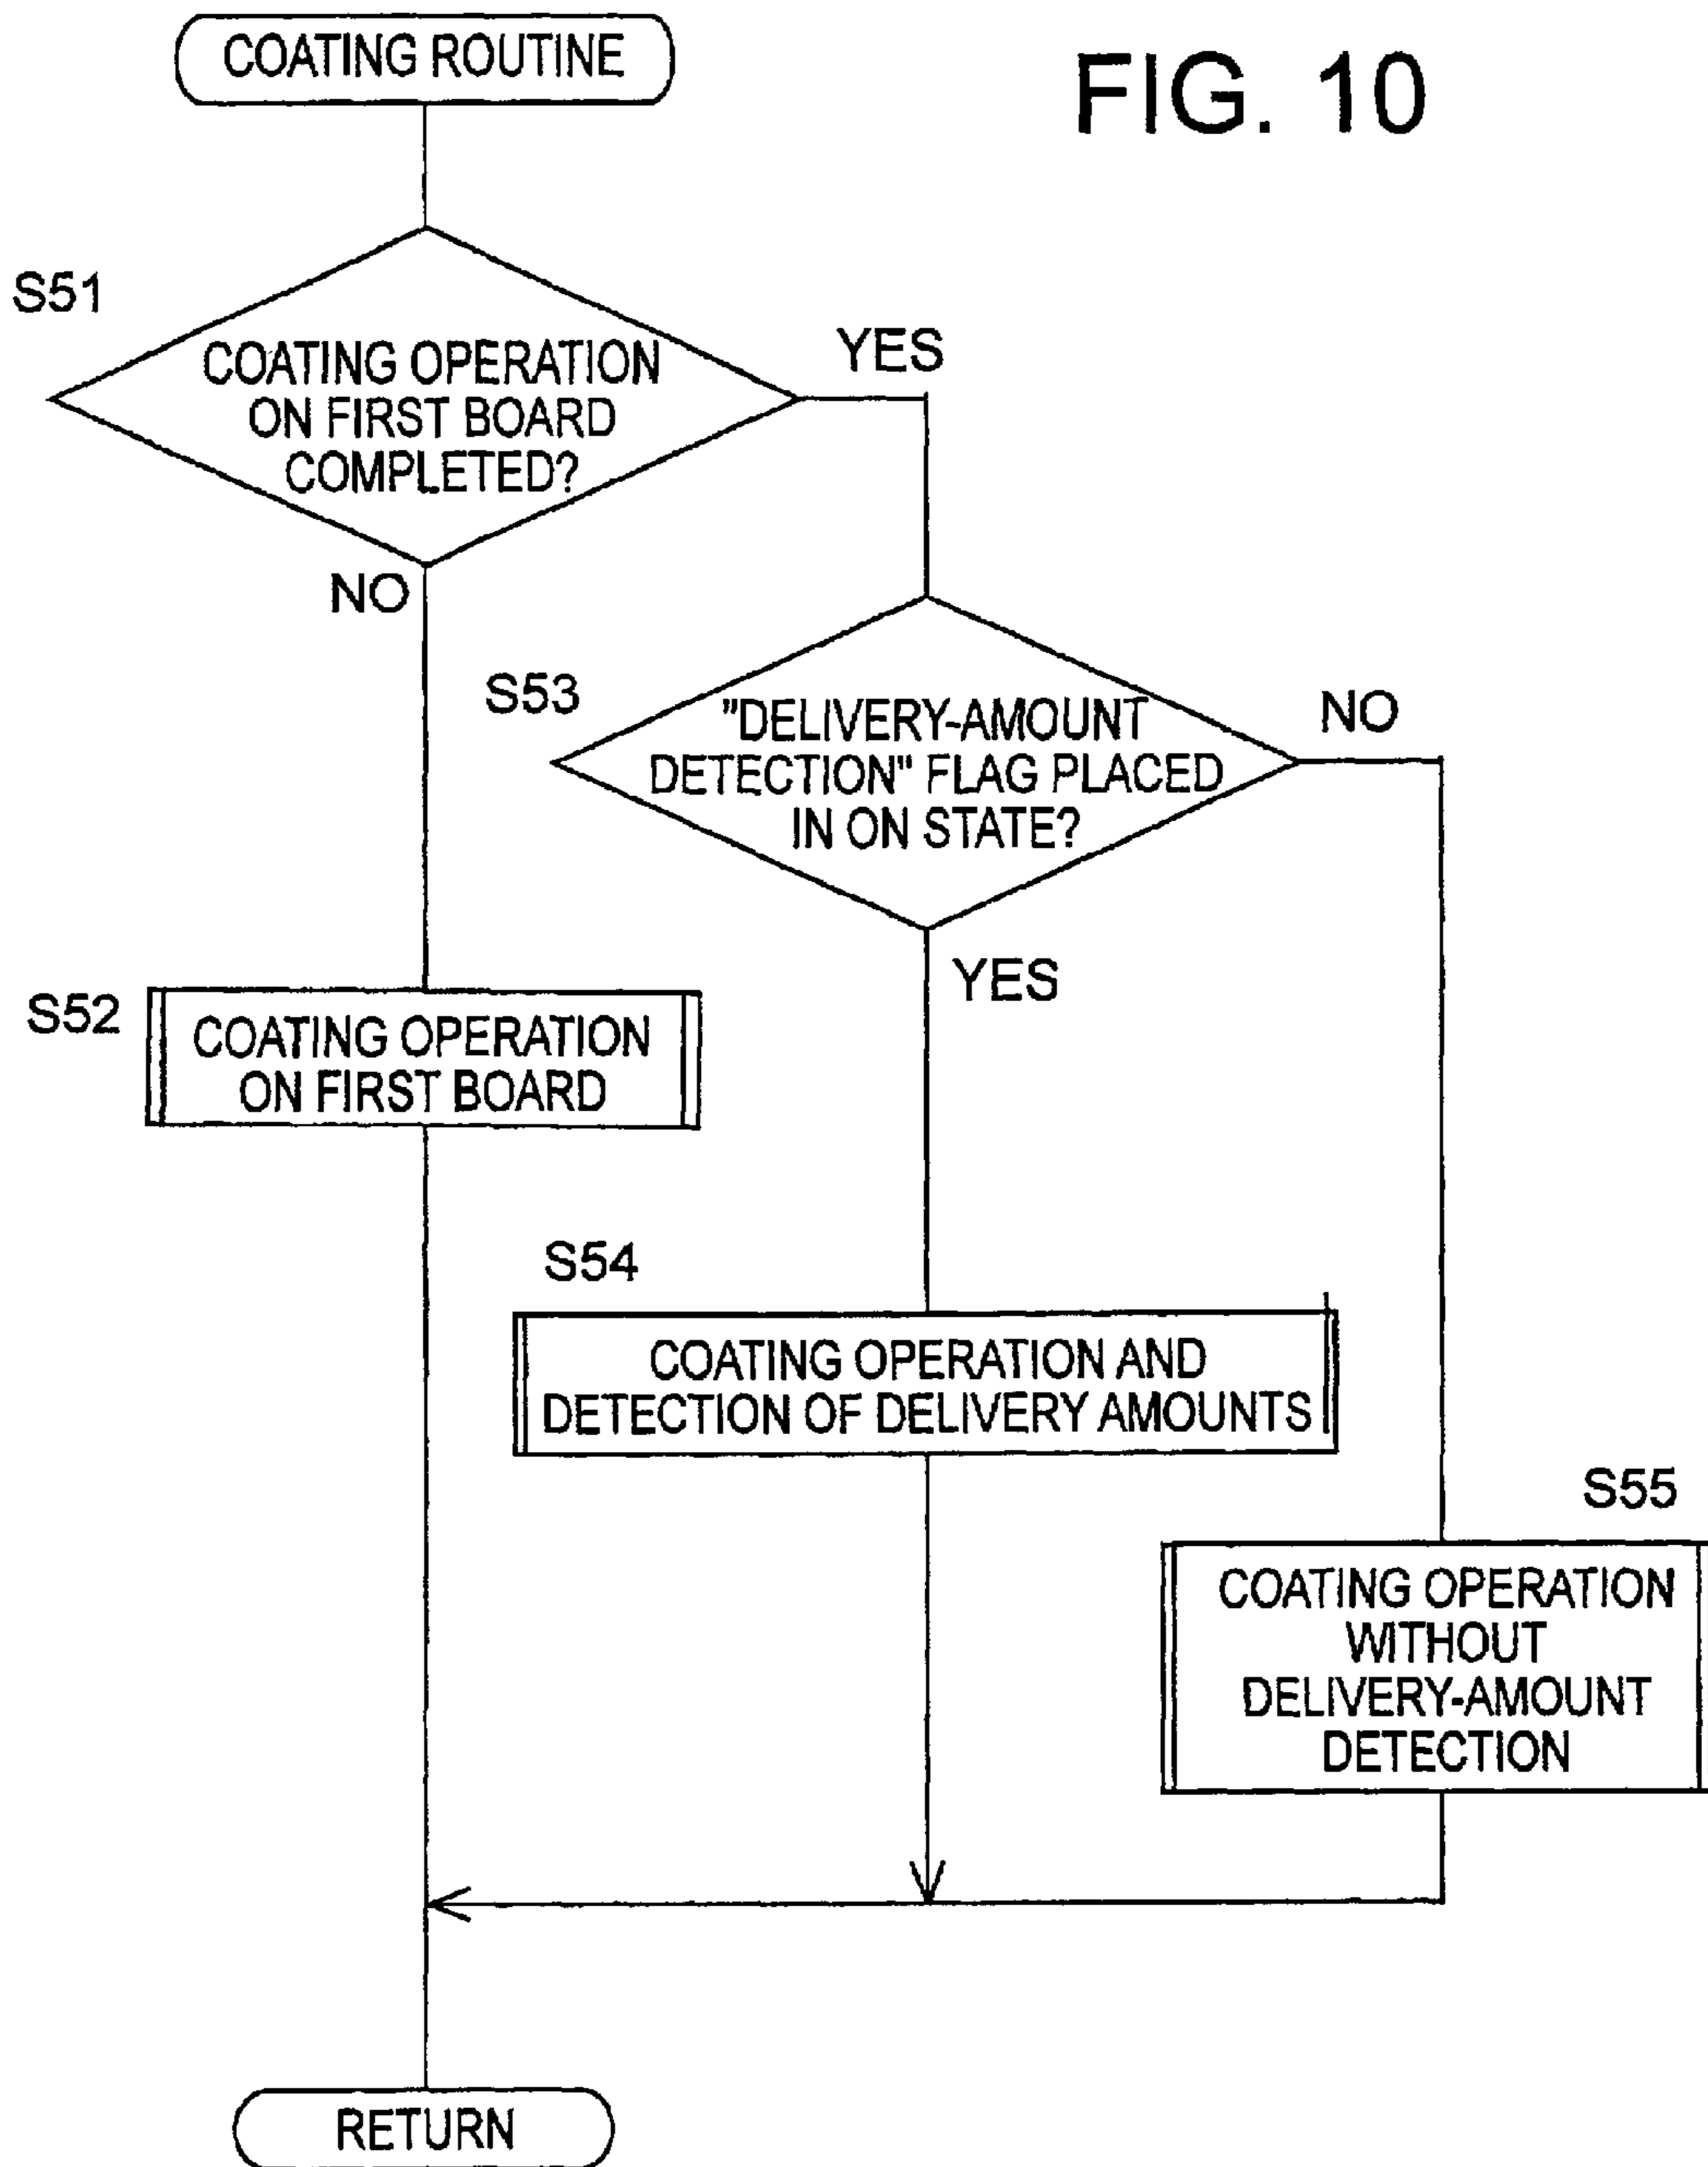 COATING ROUTINE
FIG. 10
S51
COATING OPERATION
ON FIRST BOARD
COMPLETED?
YES
NO
S53
"DELIVERY-AMOUNT
DETECTION" FLAG PLACED
IN ON STATE?
NO
YES
S52
COATING OPERATION
ON FIRST BOARD
S54
COATING OPERATION AND
DETECTION OF DELIVERY AMOUNTS
S55
COATING OPERATION
WITHOUT
DELIVERY-AMOUNT
DETECTION
RETURN